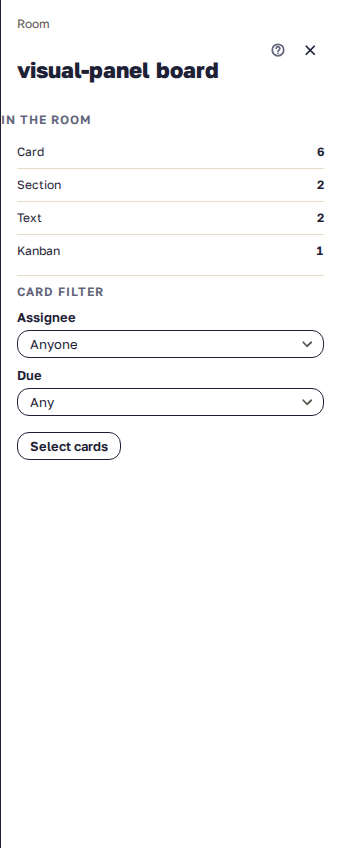 Room
visual-panel board
IN THE ROOM
Card 6
Section 2
Text 2
Kanban 1
CARD FILTER
Assignee
Anyone
Due
Any
Select cards